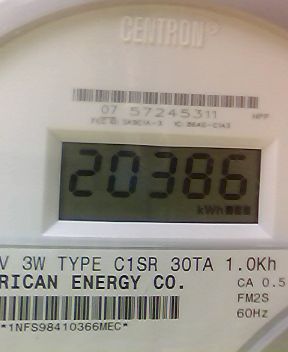 CENTRON®
07 57245311
20386
kWh
V 3W TYPE C1SR 30TA 1.0Kh
RICAN ENERGY CO.
CA 0.5
FM2S
60Hz
*1NFS98410366MEC*